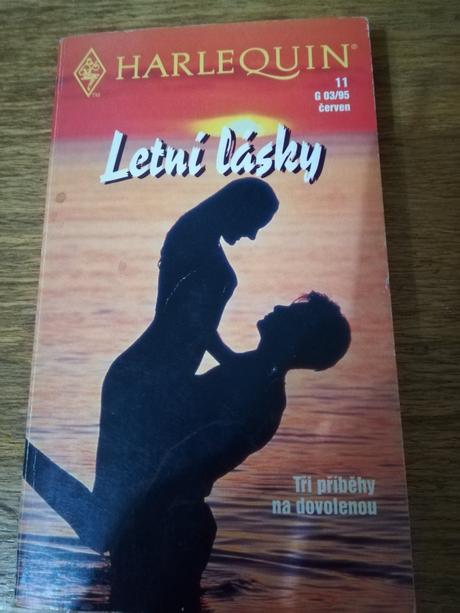 HARLEQUIN®
11
G 03/95
červen
Letní lásky
Tři příběhy
na dovolenou